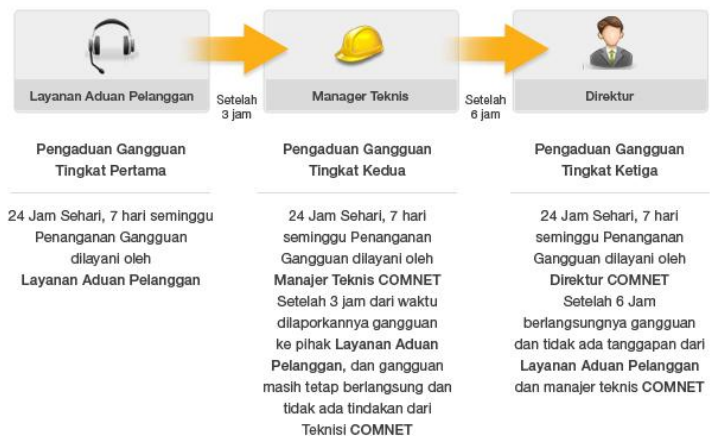 Layanan Aduan Pelanggan
Setelah
3 jam
Manager Teknis
Setelah
6 jam
Direktur
Pengaduan Gangguan
Tingkat Pertama
24 Jam Sehari, 7 hari seminggu
Penanganan Gangguan
dilayani oleh
Layanan Aduan Pelanggan
Pengaduan Gangguan
Tingkat Kedua
24 Jam Sehari, 7 hari
seminggu Penanganan
Gangguan dilayani oleh
Manajer Teknis COMNET
Setelah 3 jam dari waktu
dilaporkannya gangguan
ke pihak Layanan Aduan
Pelanggan, dan gangguan
masih tetap berlangsung dan
tidak ada tindakan dari
Teknisi COMNET
Pengaduan Gangguan
Tingkat Ketiga
24 Jam Sehari, 7 hari
seminggu Penanganan
Gangguan dilayani oleh
Direktur COMNET
Setelah 6 Jam
berlangsungnya gangguan
dan tidak ada tanggapan dari
Layanan Aduan Pelanggan
dan manajer teknis COMNET